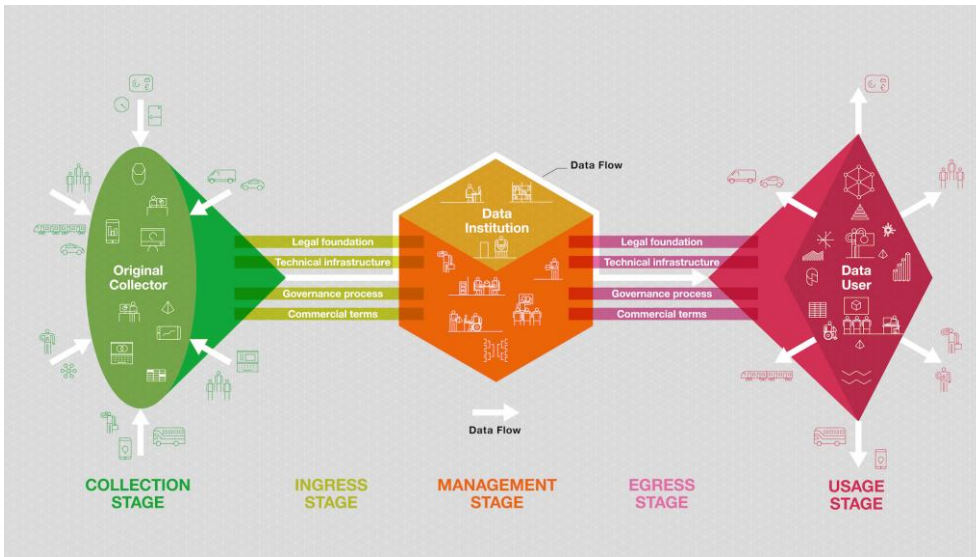 Data Flow
Original
Collector
Legal foundation
Technical infrastructure
Governance process
Commercial terms
Data
Institution
Legal foundation
Technical infrastructure
Governance process
Commercial terms
Data
User
Data Flow
COLLECTION
STAGE
INGRESS
STAGE
MANAGEMENT
STAGE
EGRESS
STAGE
USAGE
STAGE